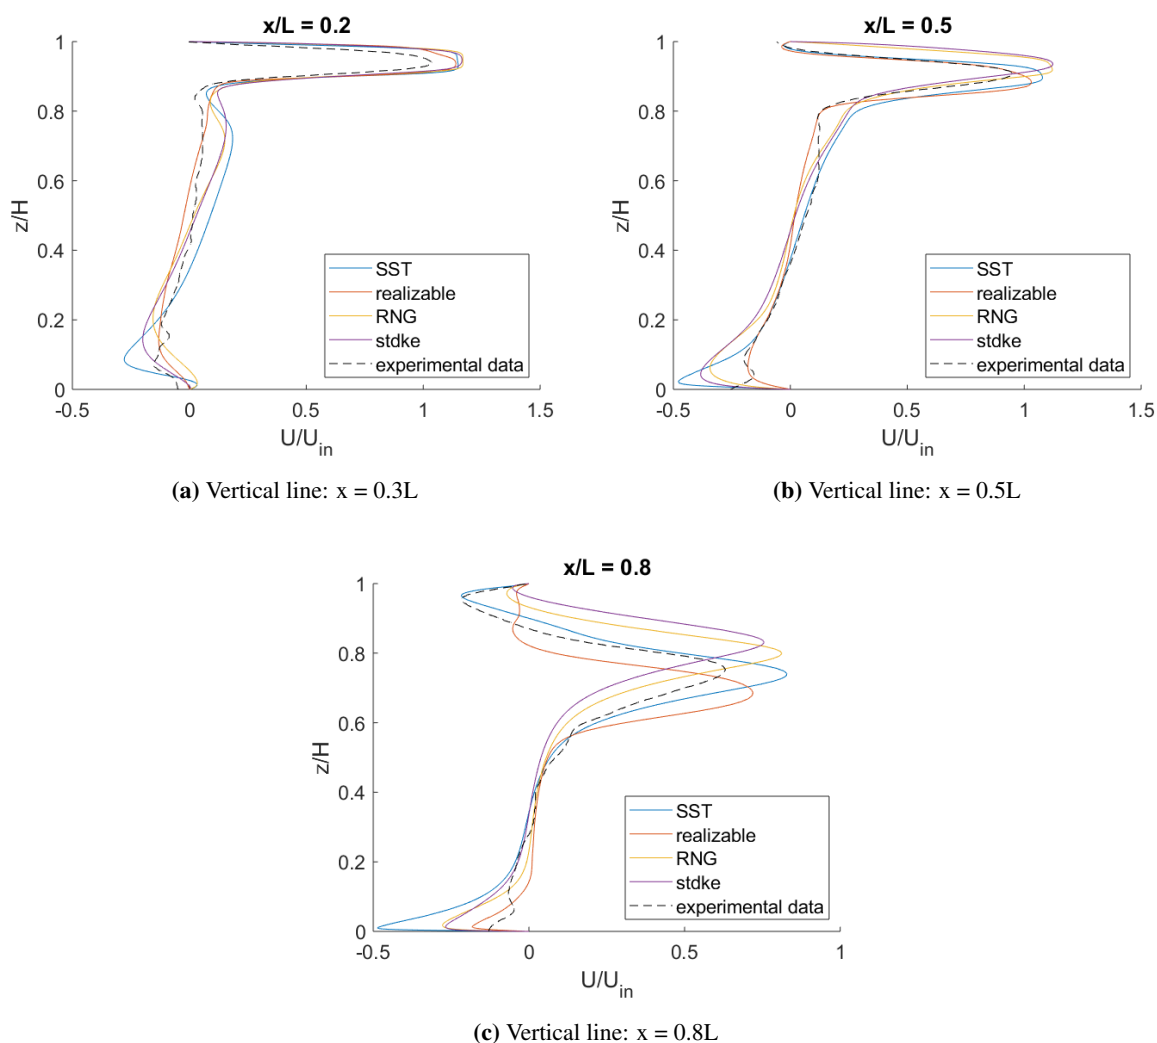 x/L = 0.2
1
0.8
0.6
0.4
0.2
0
z/H
SST
realizable
RNG
stdke
experimental data
-0.5 0 0.5 1 1.5
U/U_in
(a) Vertical line: x = 0.3L
x/L = 0.5
1
0.8
0.6
0.4
0.2
0
z/H
SST
realizable
RNG
stdke
experimental data
-0.5 0 0.5 1 1.5
U/U_in
(b) Vertical line: x = 0.5L
x/L = 0.8
1
0.8
0.6
0.4
0.2
0
z/H
SST
realizable
RNG
stdke
experimental data
-0.5 0 0.5 1
U/U_in
(c) Vertical line: x = 0.8L